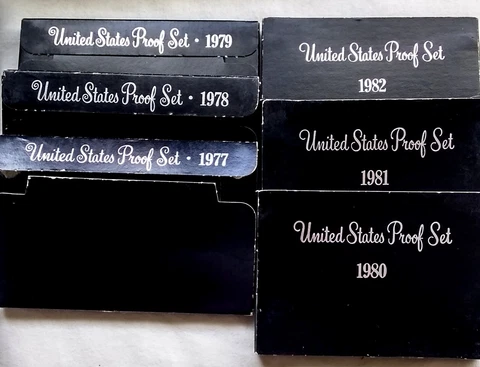 United States Proof Set • 1979
United States Proof Set • 1978
United States Proof Set • 1977
United States Proof Set
1982
United States Proof Set
1981
United States Proof Set
1980